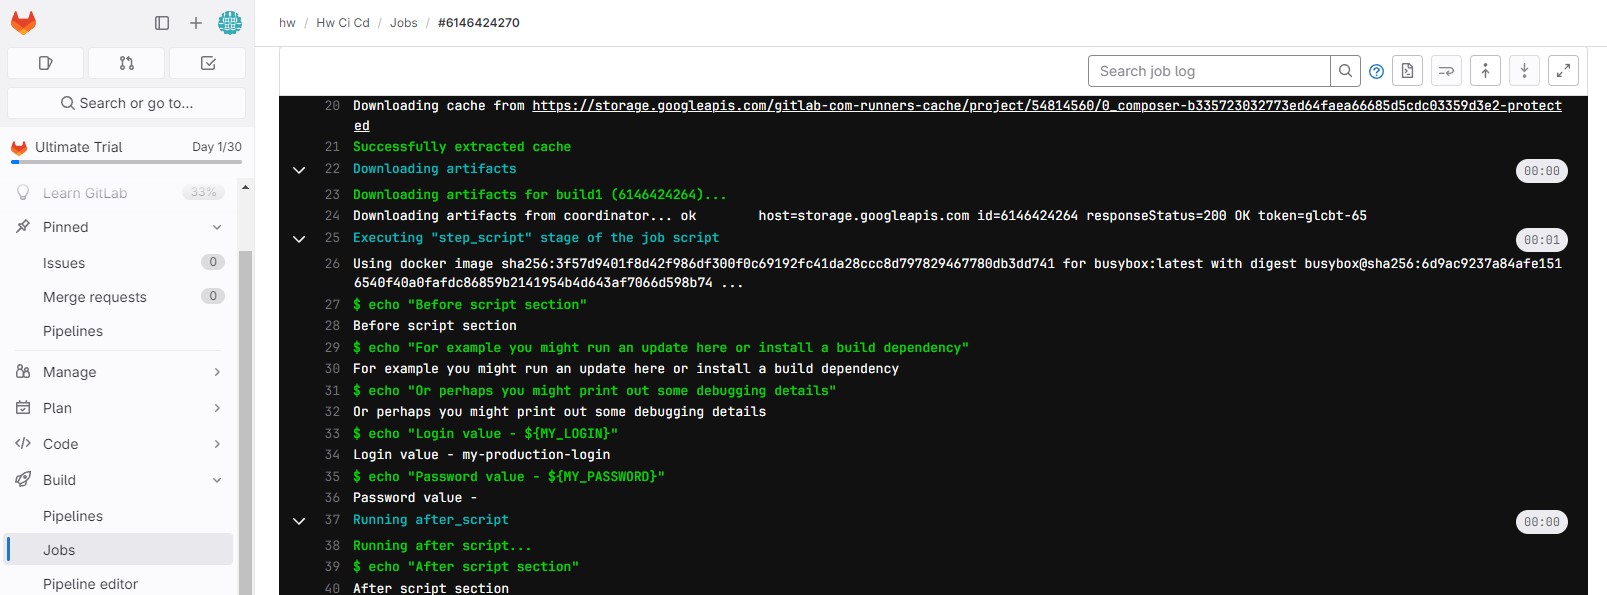 hw / Hw Ci Cd / Jobs / #6146424270
Search or go to...
Ultimate Trial Day 1/30
Learn GitLab 33%
Pinned
Issues 0
Merge requests 0
Pipelines
Manage
Plan
Code
Build
Pipelines
Jobs
Pipeline editor
Search job log
20 Downloading cache from https://storage.googleapis.com/gitlab-com-runners-cache/project/54814560/0_composer-b335723032773ed64faea66685d5cdc03359d3e2-protect
ed
21 Successfully extracted cache
22 Downloading artifacts 00:00
23 Downloading artifacts for build1 (6146424264)...
24 Downloading artifacts from coordinator... ok host=storage.googleapis.com id=6146424264 responseStatus=200 OK token=glcbt-65
25 Executing "step_script" stage of the job script 00:01
26 Using docker image sha256:3f57d9401f8d42f986df300f0c69192fc41da28ccc8d797829467780db3dd741 for busybox:latest with digest busybox@sha256:6d9ac9237a84afe151
6540f40a0fafdc86859b2141954b4d643af7066d598b74 ...
27 $ echo "Before script section"
28 Before script section
29 $ echo "For example you might run an update here or install a build dependency"
30 For example you might run an update here or install a build dependency
31 $ echo "Or perhaps you might print out some debugging details"
32 Or perhaps you might print out some debugging details
33 $ echo "Login value - ${MY_LOGIN}"
34 Login value - my-production-login
35 $ echo "Password value - ${MY_PASSWORD}"
36 Password value -
37 Running after_script 00:00
38 Running after script...
39 $ echo "After script section"
40 After script section